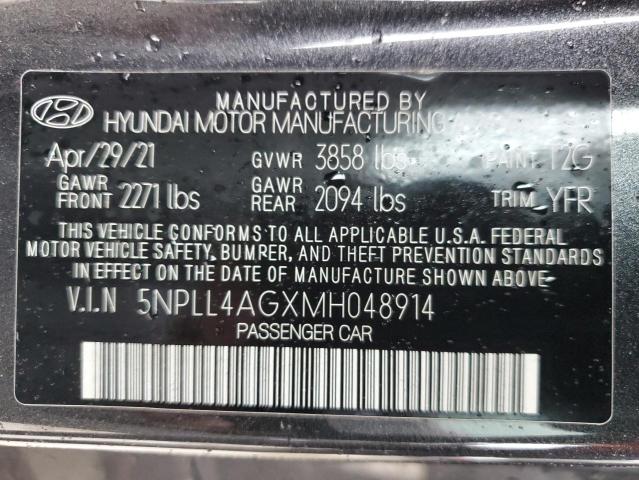 MANUFACTURED BY
HYUNDAI MOTOR MANUFACTURING
Apr/29/21 GVWR 3858 lbs PAINT T2G
GAWR FRONT 2271 lbs GAWR REAR 2094 lbs TRIM YFR
THIS VEHICLE CONFORMS TO ALL APPLICABLE U.S.A. FEDERAL
MOTOR VEHICLE SAFETY, BUMPER, AND THEFT PREVENTION STANDARDS
IN EFFECT ON THE DATE OF MANUFACTURE SHOWN ABOVE
V.I.N 5NPLL4AGXMH048914
PASSENGER CAR